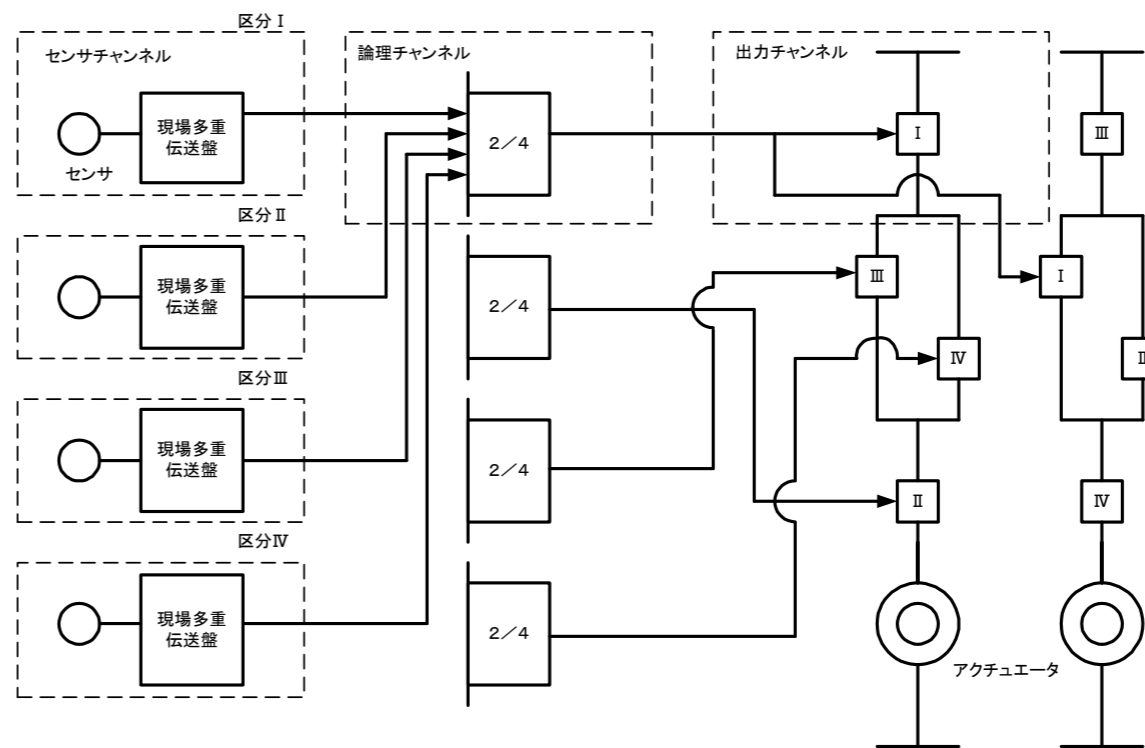 区分Ⅰ
センサチャンネル
論理チャンネル
出力チャンネル
現場多重
伝送盤
センサ
2/4
Ⅰ
Ⅲ
区分Ⅱ
現場多重
伝送盤
2/4
Ⅲ
Ⅰ
Ⅳ
区分Ⅲ
現場多重
伝送盤
2/4
Ⅱ
Ⅳ
区分Ⅳ
現場多重
伝送盤
2/4
アクチュエータ